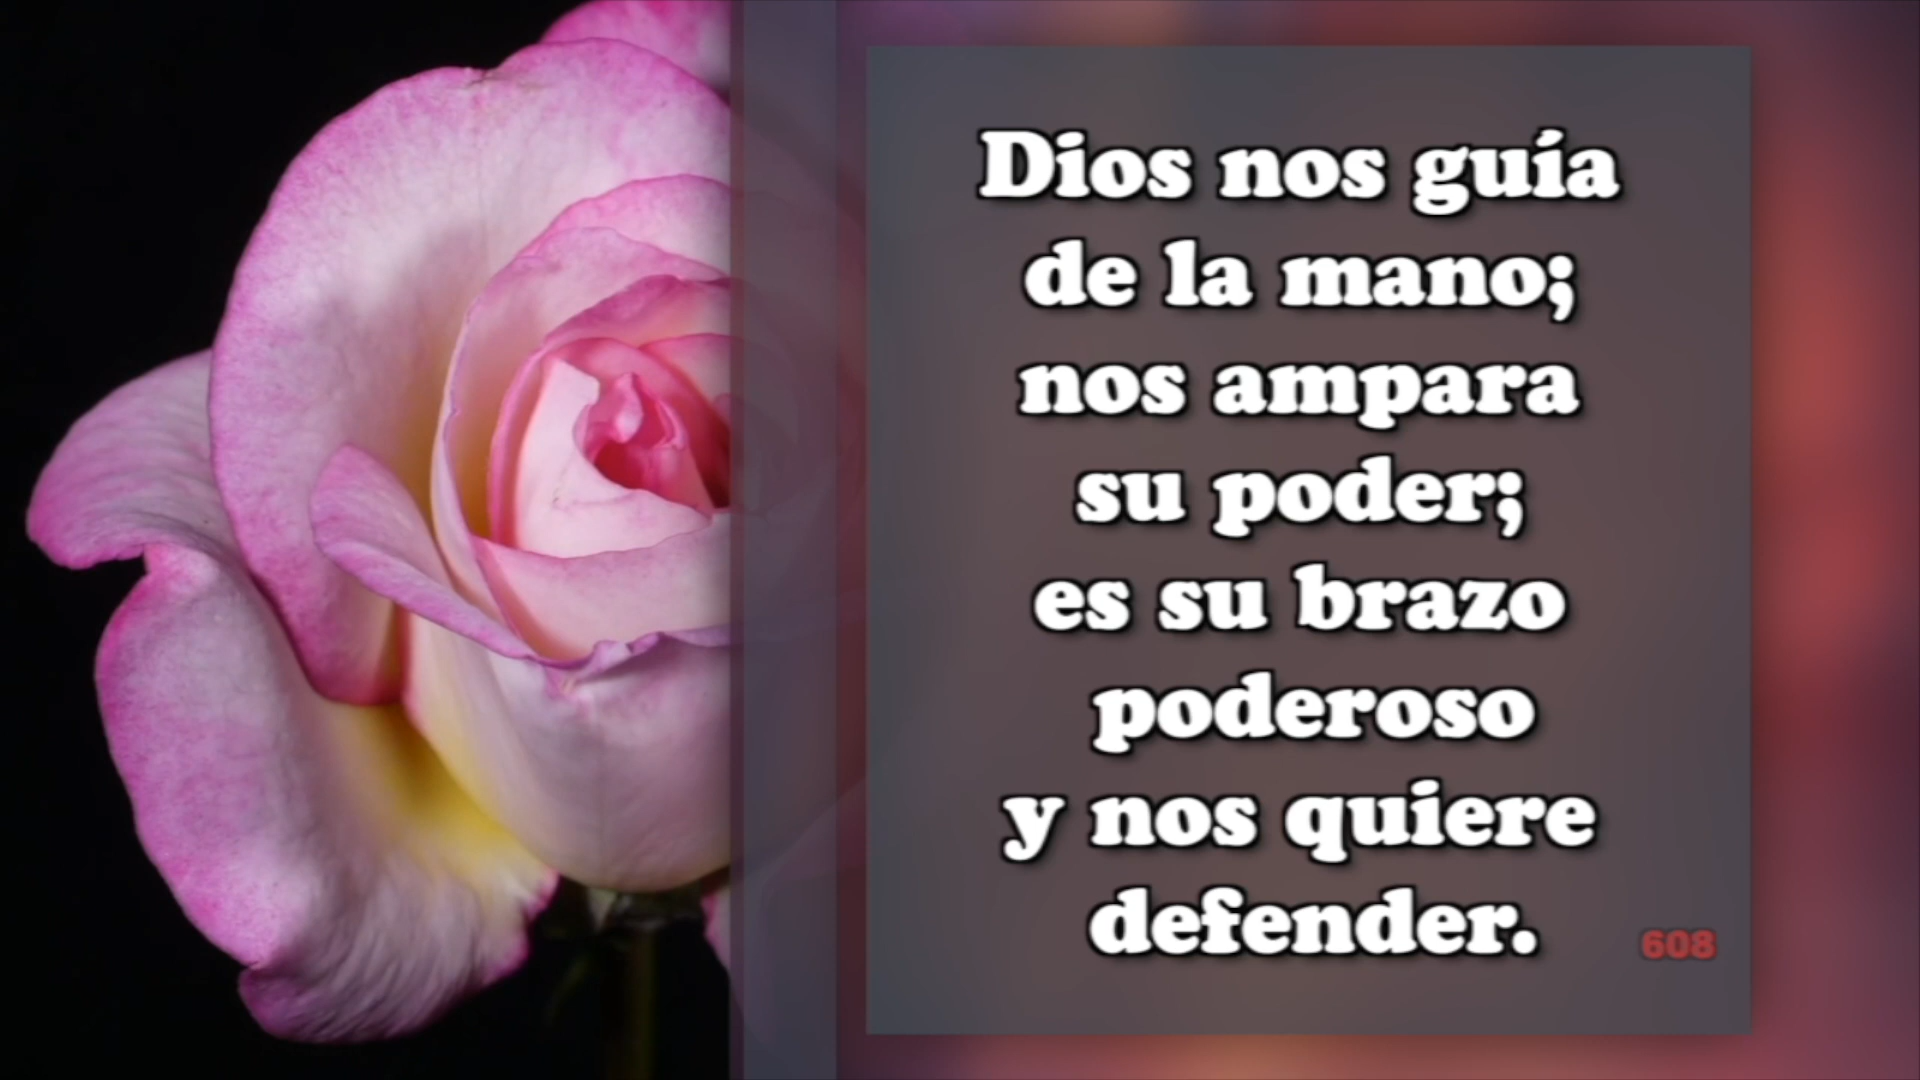 Dios nos guía
de la mano;
nos ampara
su poder;
es su brazo
poderoso
y nos quiere
defender.
608